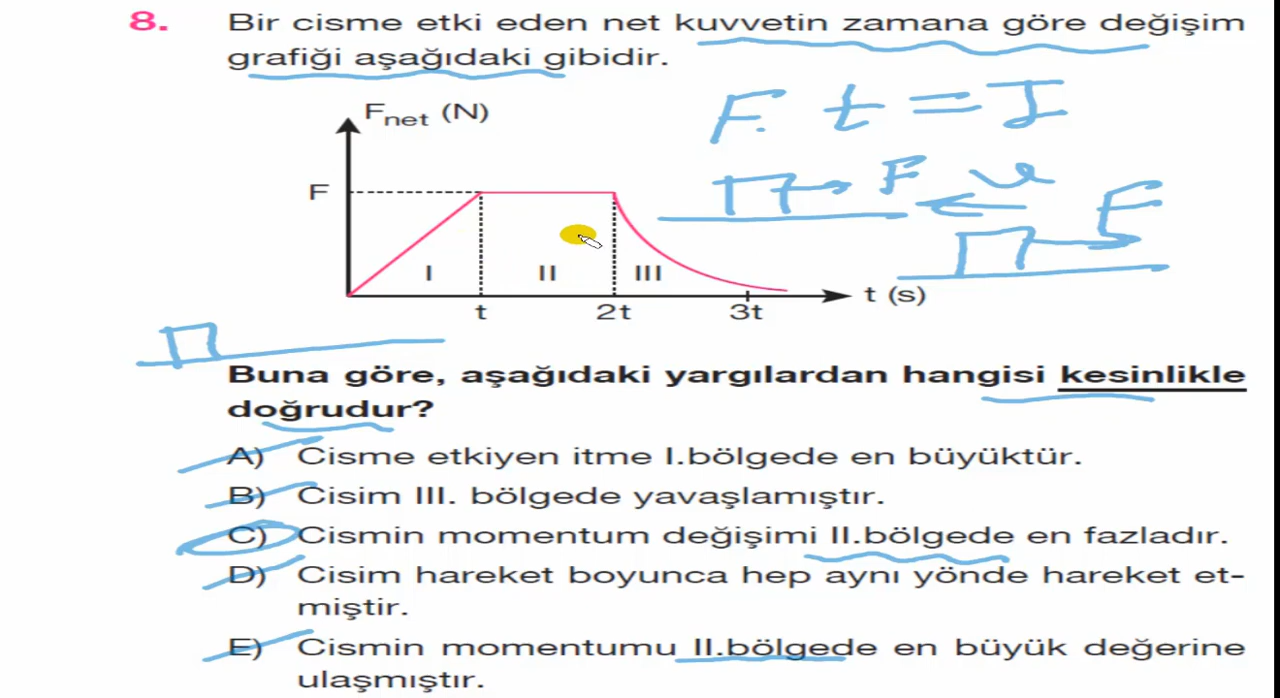 8. Bir cisme etki eden net kuvvetin zamana göre değişim
grafiği aşağıdaki gibidir.
F_net (N)
F. t = I
F
F
v
F
I II III
t (s)
t 2t 3t
Buna göre, aşağıdaki yargılardan hangisi kesinlikle
doğrudur?
A) Cisme etkiyen itme I.bölgede en büyüktür.
B) Cisim III. bölgede yavaşlamıştır.
C) Cismin momentum değişimi II.bölgede en fazladır.
D) Cisim hareket boyunca hep aynı yönde hareket et-
miştir.
E) Cismin momentumu II.bölgede en büyük değerine
ulaşmıştır.